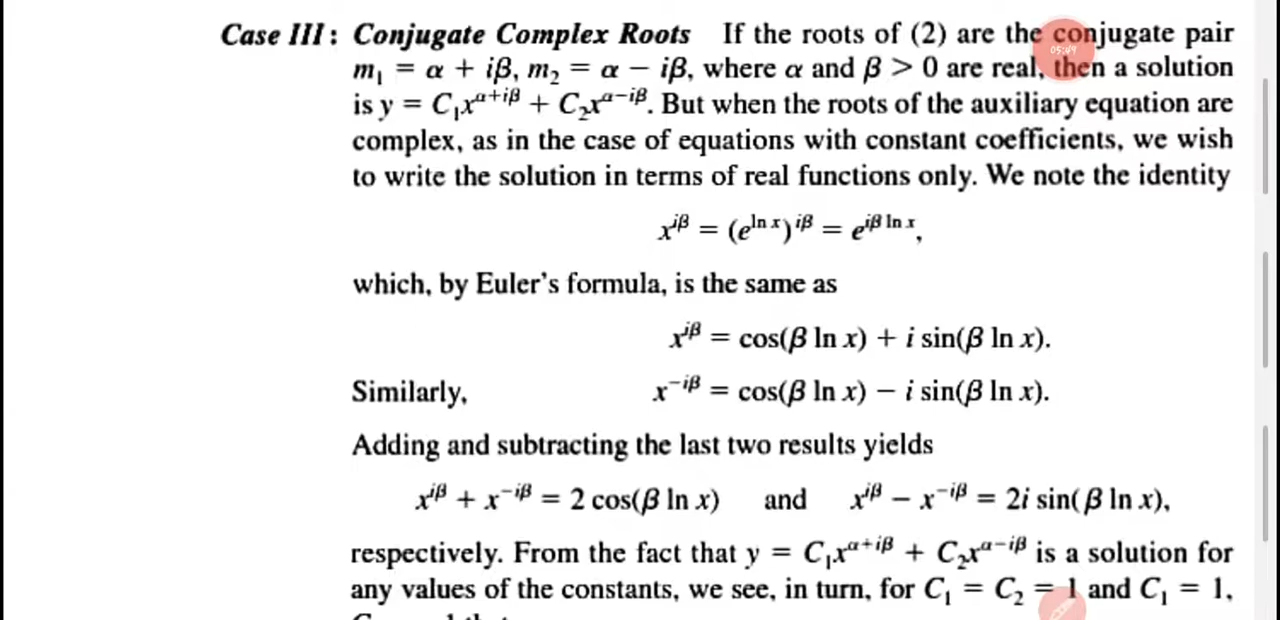 Case III: Conjugate Complex Roots If the roots of (2) are the conjugate pair
m₁ = α + iβ, m₂ = α − iβ, where α and β > 0 are real, then a solution
is y = C₁x^(α+iβ) + C₂x^(α−iβ). But when the roots of the auxiliary equation are
complex, as in the case of equations with constant coefficients, we wish
to write the solution in terms of real functions only. We note the identity
x^(iβ) = (e^(ln x))^(iβ) = e^(iβ ln x),
which, by Euler's formula, is the same as
x^(iβ) = cos(β ln x) + i sin(β ln x).
Similarly, x^(−iβ) = cos(β ln x) − i sin(β ln x).
Adding and subtracting the last two results yields
x^(iβ) + x^(−iβ) = 2 cos(β ln x) and x^(iβ) − x^(−iβ) = 2i sin(β ln x),
respectively. From the fact that y = C₁x^(α+iβ) + C₂x^(α−iβ) is a solution for
any values of the constants, we see, in turn, for C₁ = C₂ = 1 and C₁ = 1,
05:49